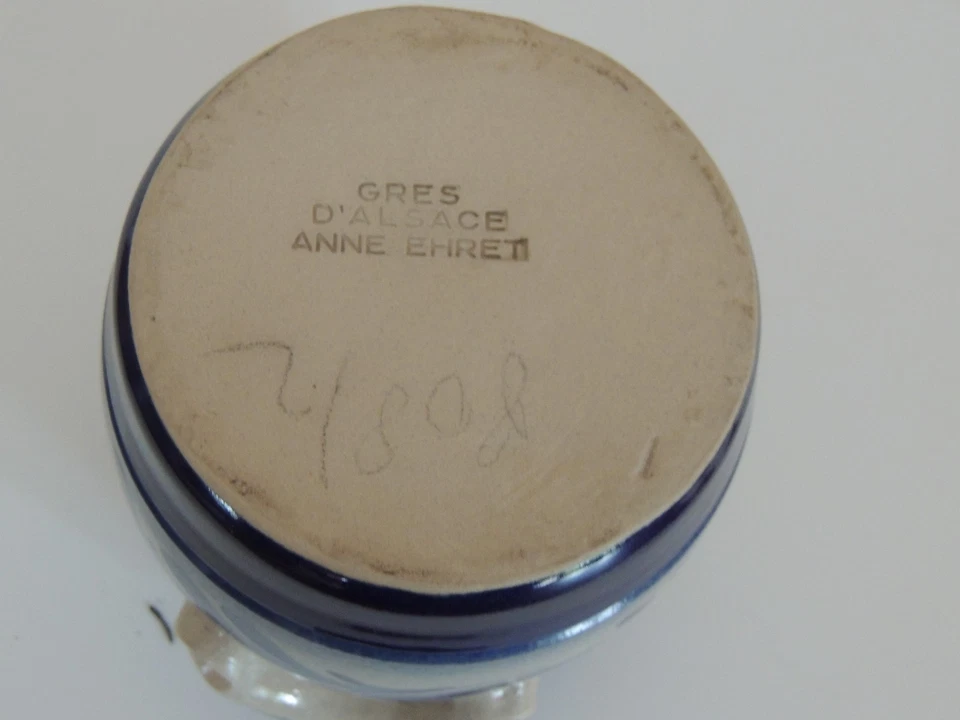 GRES
D'ALSACE
ANNE EHRET